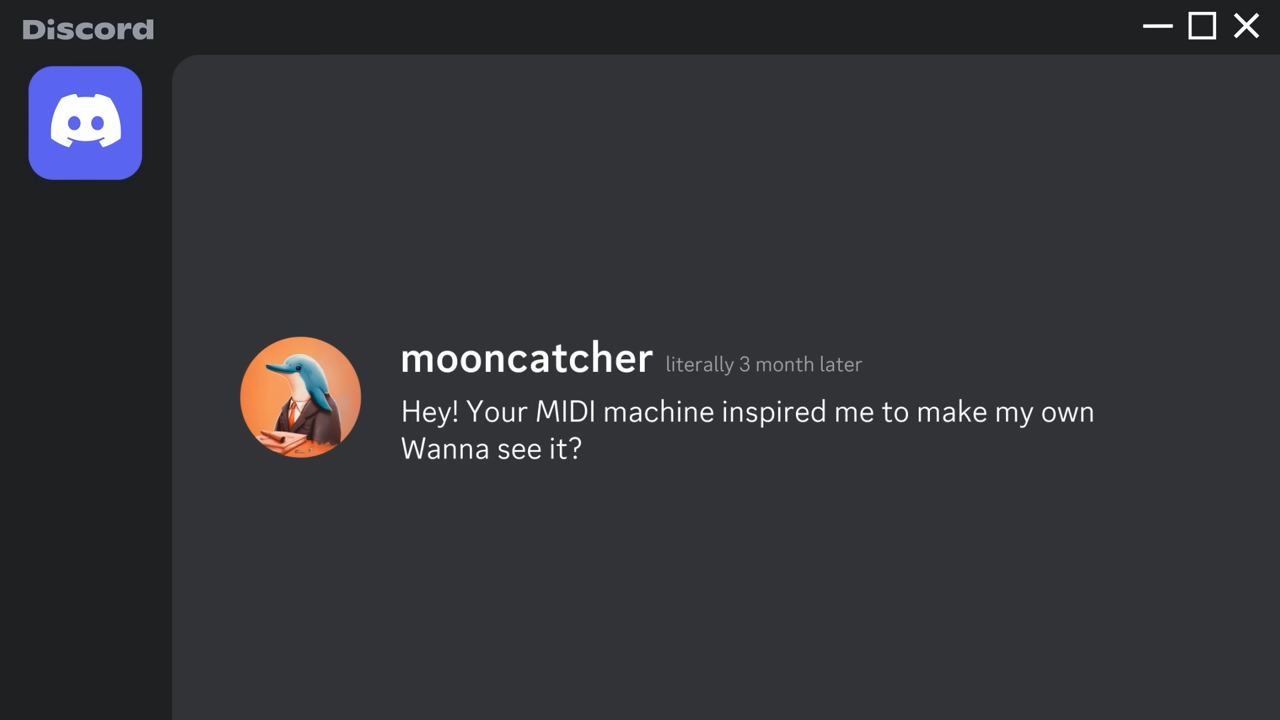 Discord
mooncatcher literally 3 month later
Hey! Your MIDI machine inspired me to make my own
Wanna see it?